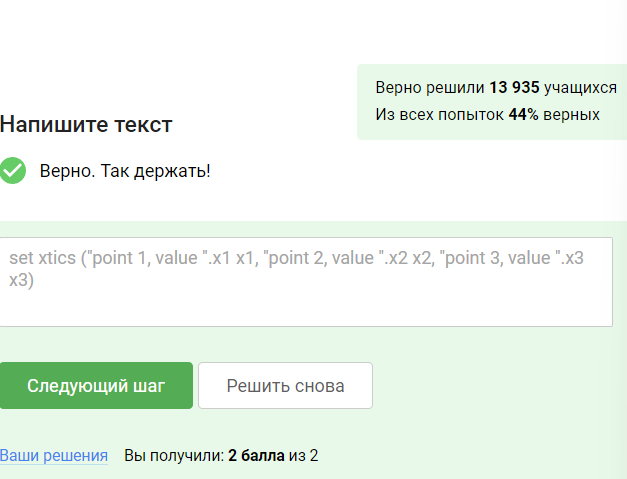 Верно решили 13 935 учащихся
Из всех попыток 44% верных
Напишите текст
Верно. Так держать!
set xtics ("point 1, value ".x1 x1, "point 2, value ".x2 x2, "point 3, value ".x3
x3)
Следующий шаг
Решить снова
Ваши решения Вы получили: 2 балла из 2